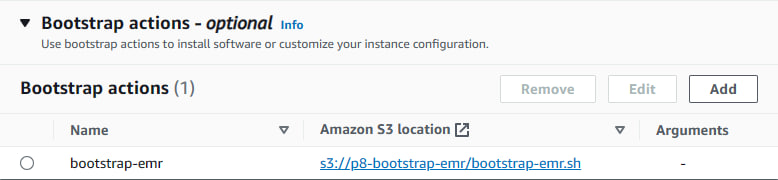 Bootstrap actions - optional Info
Use bootstrap actions to install software or customize your instance configuration.
Bootstrap actions (1) Remove Edit Add
Name Amazon S3 location Arguments
bootstrap-emr s3://p8-bootstrap-emr/bootstrap-emr.sh -